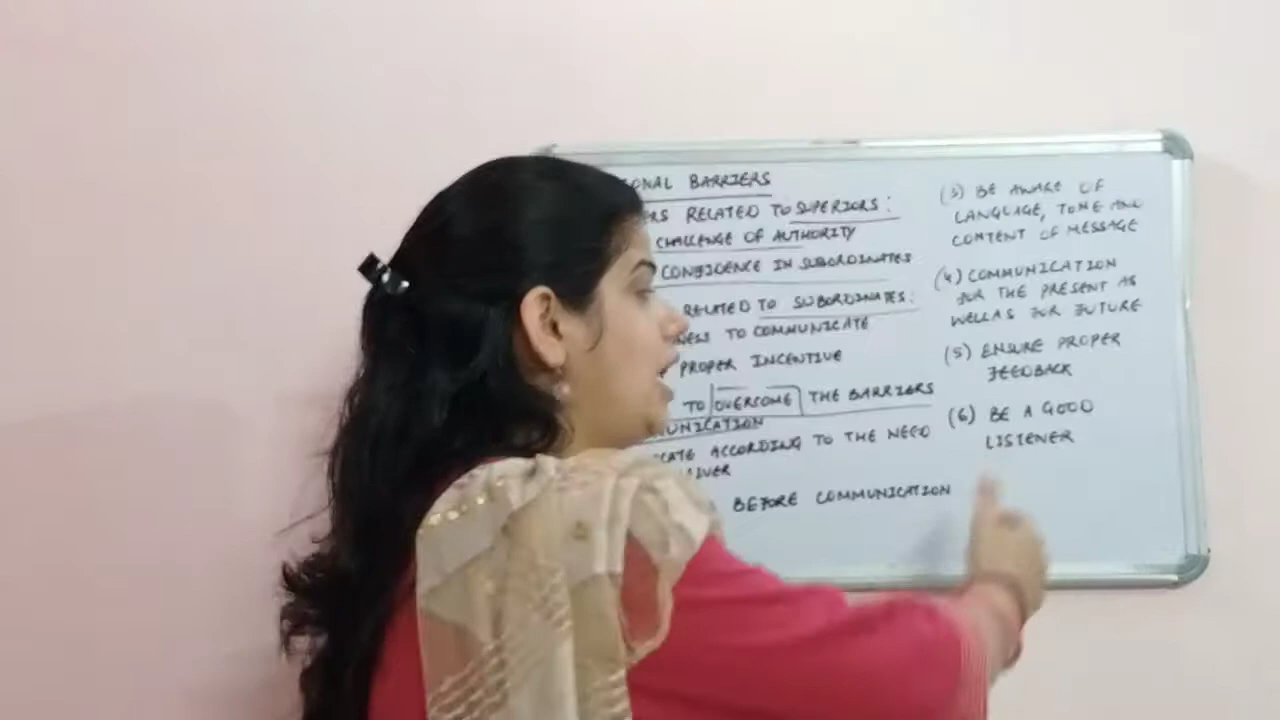 ONAL BARRIERS
RS RELATED TO SUPERIORS:
CHALLENGE OF AUTHORITY
CONFIDENCE IN SUBORDINATES
RELATED TO SUBORDINATES:
NESS TO COMMUNICATE
PROPER INCENTIVE
TO OVERCOME THE BARRIERS
UNICATION
CATE ACCORDING TO THE NEED
BEFORE COMMUNICATION
(3) BE AWARE OF
LANGUAGE, TONE AND
CONTENT OF MESSAGE
(4) COMMUNICATION
FOR THE PRESENT AS
WELL AS FOR FUTURE
(5) ENSURE PROPER
FEEDBACK
(6) BE A GOOD
LISTENER